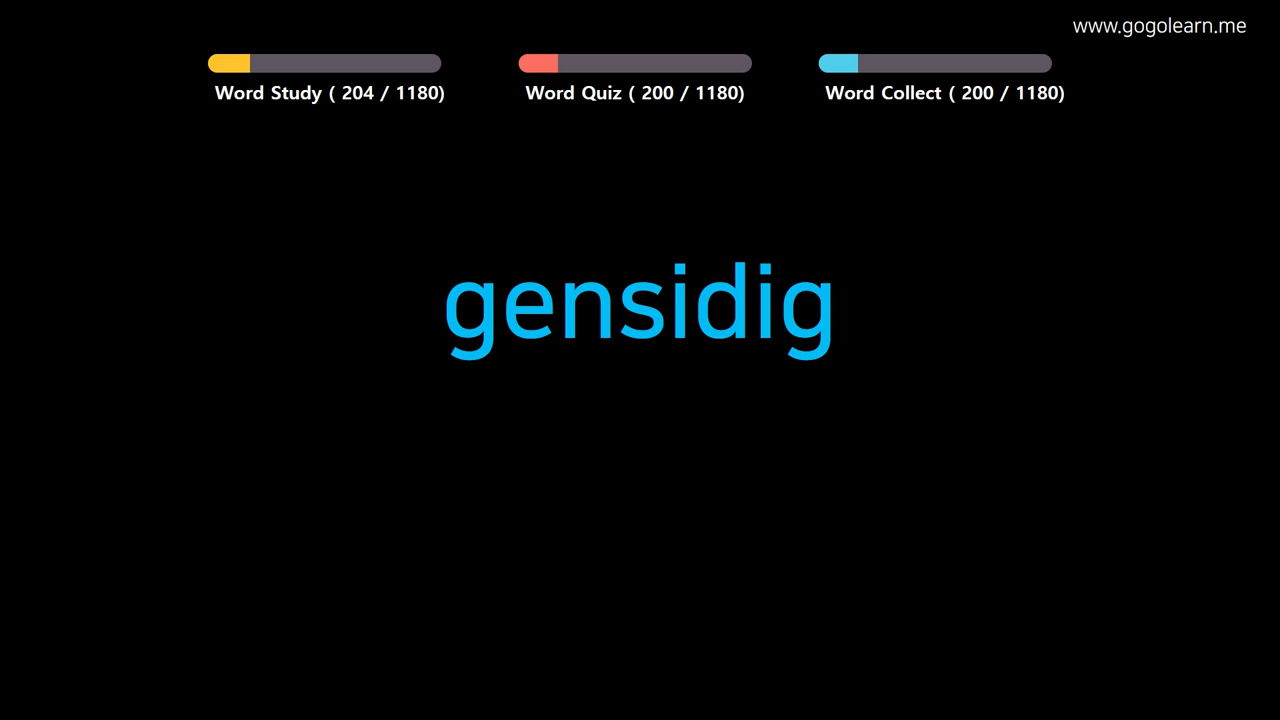 www.gogolearn.me
Word Study ( 204 / 1180)
Word Quiz ( 200 / 1180)
Word Collect ( 200 / 1180)
gensidig